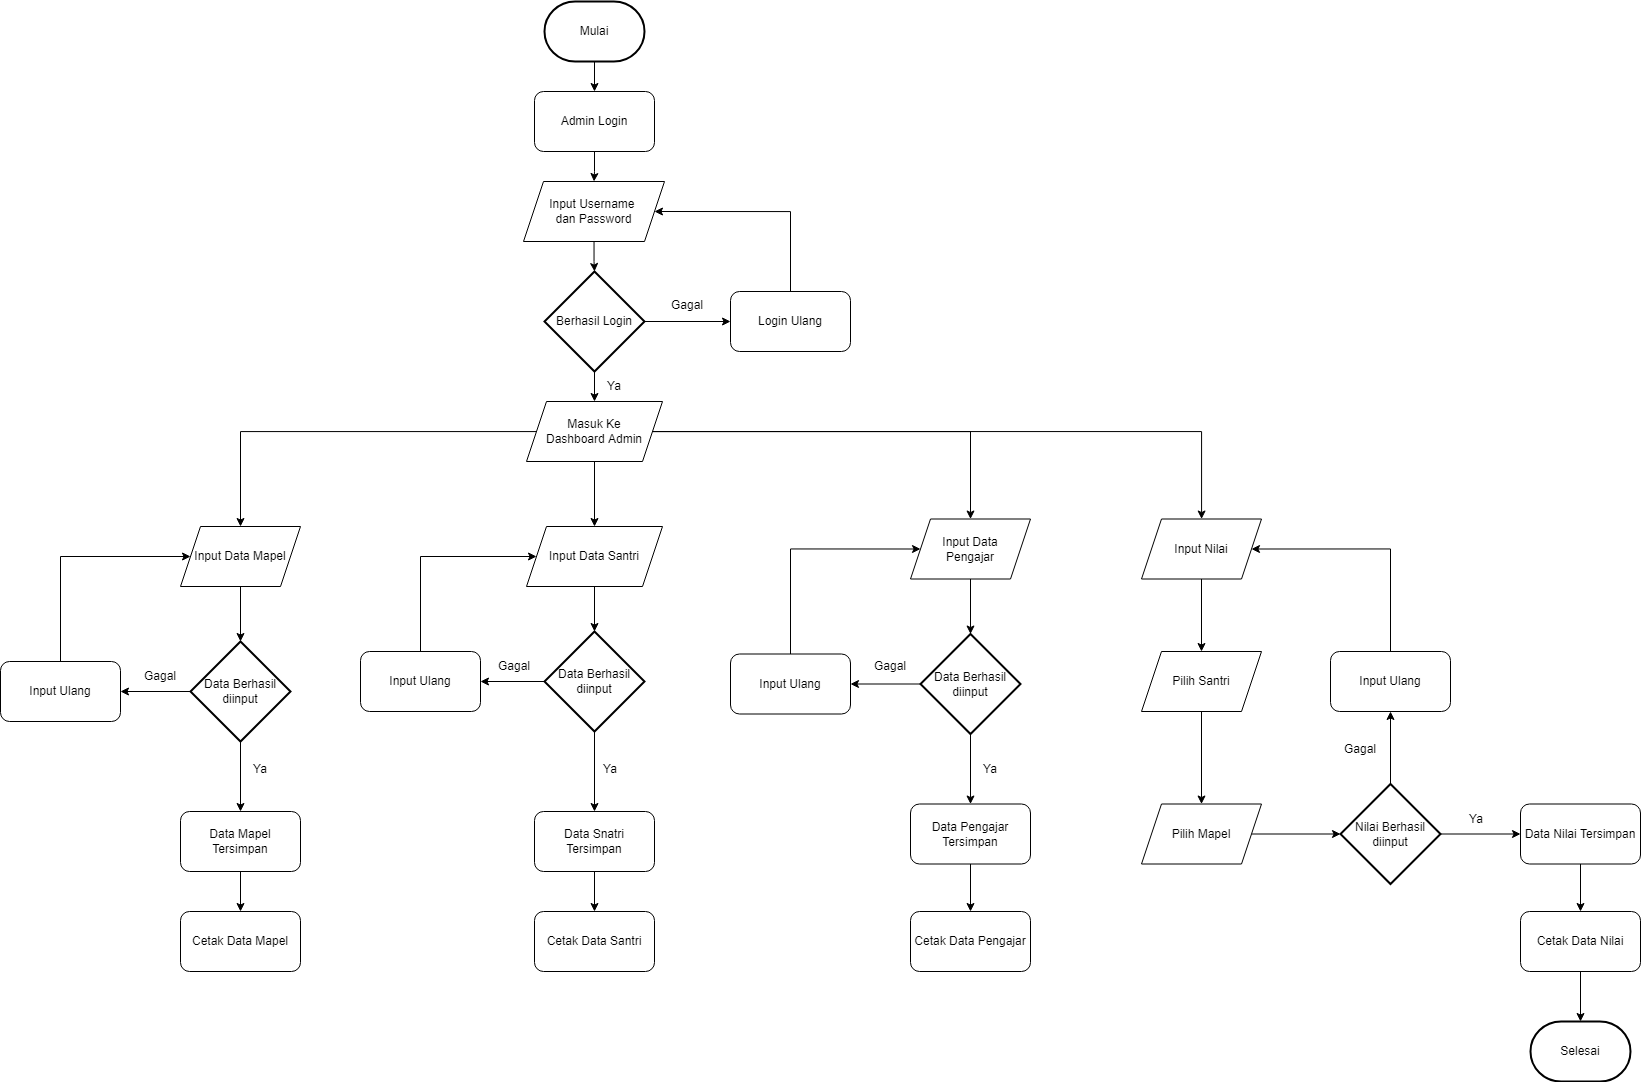 Mulai
Admin Login
Input Username
dan Password
Berhasil Login
Gagal
Login Ulang
Ya
Masuk Ke
Dashboard Admin
Input Data Mapel
Input Data Santri
Input Data
Pengajar
Input Nilai
Input Ulang
Gagal
Data Berhasil
diinput
Input Ulang
Gagal
Data Berhasil
diinput
Input Ulang
Gagal
Data Berhasil
diinput
Pilih Santri
Input Ulang
Gagal
Ya
Ya
Ya
Data Mapel
Tersimpan
Data Snatri
Tersimpan
Data Pengajar
Tersimpan
Pilih Mapel
Nilai Berhasil
diinput
Ya
Data Nilai Tersimpan
Cetak Data Mapel
Cetak Data Santri
Cetak Data Pengajar
Cetak Data Nilai
Selesai